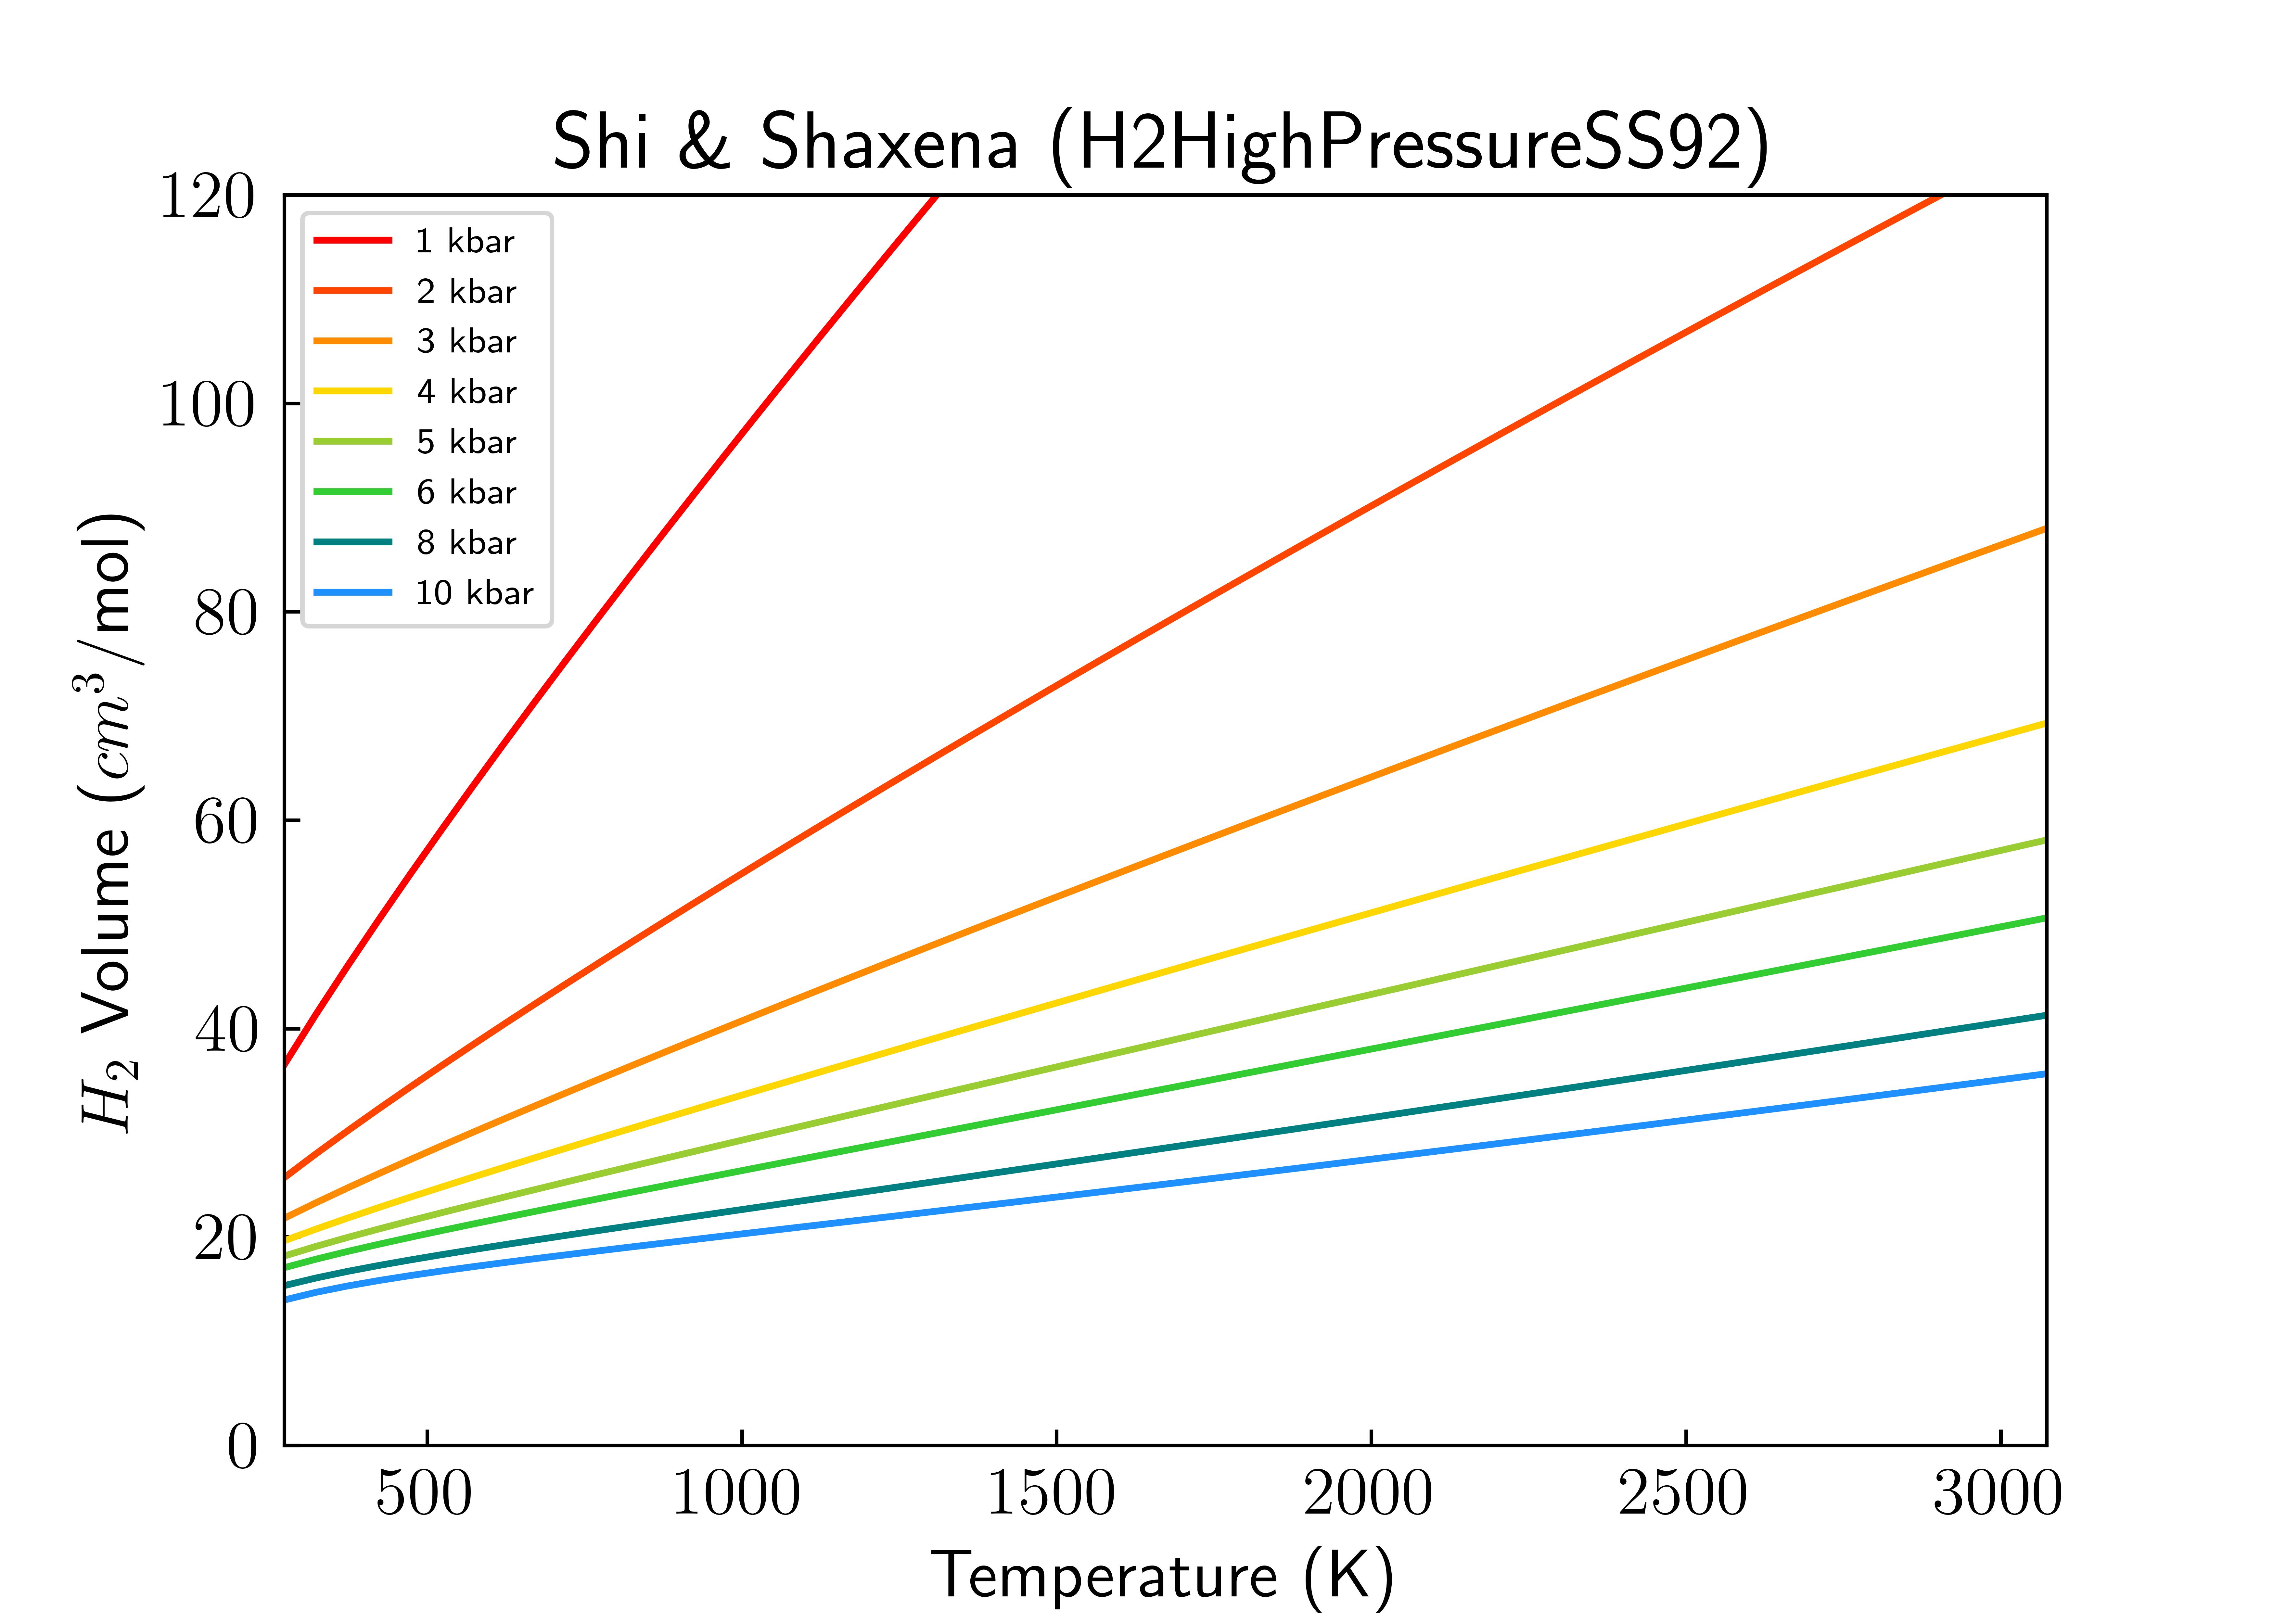 Shi & Shaxena (H2HighPressureSS92)
120
100
80
60
40
20
0
H₂ Volume (cm³/mol)
1 kbar
2 kbar
3 kbar
4 kbar
5 kbar
6 kbar
8 kbar
10 kbar
500 1000 1500 2000 2500 3000
Temperature (K)